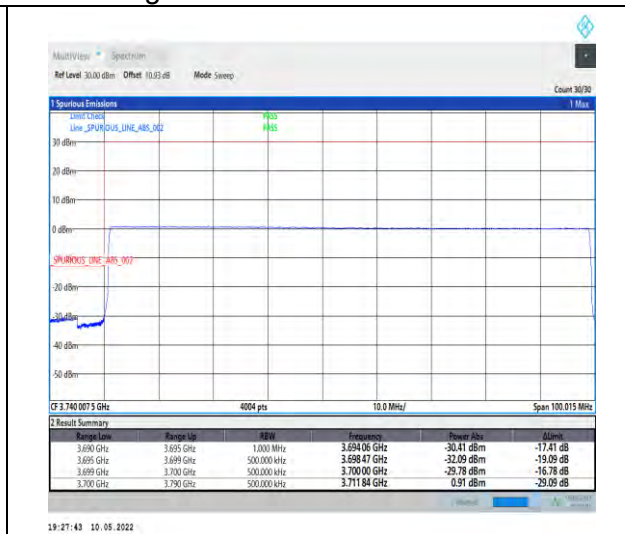 MultiView Spectrum
Ref Level 30.00 dBm Offset 10.93 dB Mode Sweep
Count 30/30
1 Spurious Emissions 1 Max
Limit Check PASS
Line _SPURIOUS_LINE_ABS_002 PASS
30 dBm
20 dBm
10 dBm
0 dBm
_SPURIOUS_LINE_ABS_002
-20 dBm
-30 dBm
-40 dBm
-50 dBm
CF 3.740 007 5 GHz 4004 pts 10.0 MHz/ Span 100.015 MHz
2 Result Summary
Range Low Range Up RBW Frequency Power Abs ΔLimit
3.690 GHz 3.695 GHz 1.000 MHz 3.694 06 GHz -30.41 dBm -17.41 dB
3.695 GHz 3.699 GHz 500.000 kHz 3.698 47 GHz -32.09 dBm -19.09 dB
3.699 GHz 3.700 GHz 500.000 kHz 3.700 00 GHz -29.78 dBm -16.78 dB
3.700 GHz 3.790 GHz 500.000 kHz 3.711 84 GHz 0.91 dBm -29.09 dB
19:27:43 10.05.2022